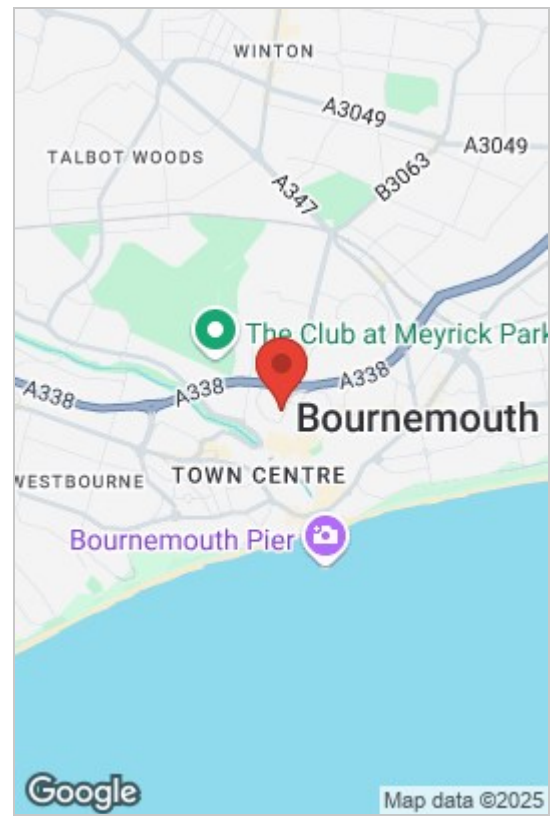 WINTON
A3049
A3049
TALBOT WOODS
B3063
A347
The Club at Meyrick Park
A338
A338
A338
Bournemouth
WESTBOURNE
TOWN CENTRE
Bournemouth Pier
Google
Map data ©2025